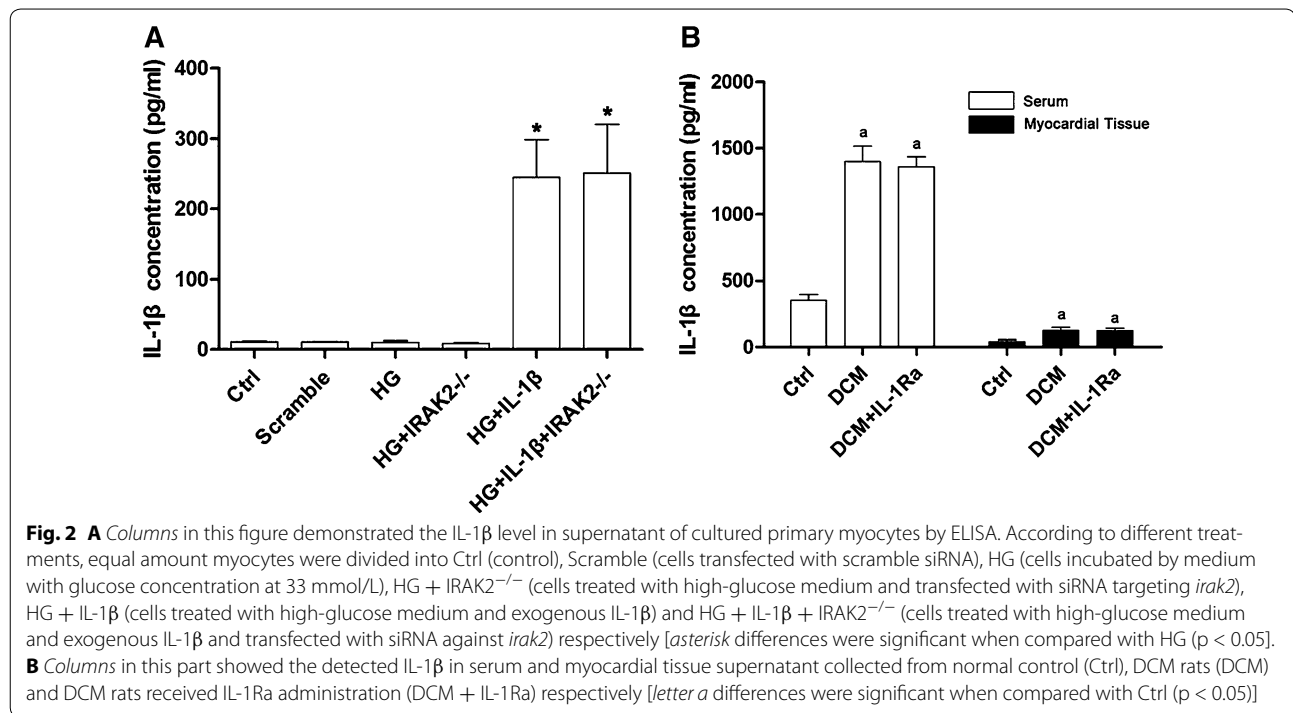 A
IL-1β concentration (pg/ml)
400
300
200
100
0
*
*
Ctrl
Scramble
HG
HG+IRAK2-/-
HG+IL-1β
HG+IL-1β+IRAK2-/-
B
IL-1β concentration (pg/ml)
2000
1500
1000
500
0
Serum
Myocardial Tissue
a
a
a
a
Ctrl
DCM
DCM+IL-1Ra
Ctrl
DCM
DCM+IL-1Ra
Fig. 2 A Columns in this figure demonstrated the IL-1β level in supernatant of cultured primary myocytes by ELISA. According to different treat-
ments, equal amount myocytes were divided into Ctrl (control), Scramble (cells transfected with scramble siRNA), HG (cells incubated by medium
with glucose concentration at 33 mmol/L), HG + IRAK2−/− (cells treated with high-glucose medium and transfected with siRNA targeting irak2),
HG + IL-1β (cells treated with high-glucose medium and exogenous IL-1β) and HG + IL-1β + IRAK2−/− (cells treated with high-glucose medium
and exogenous IL-1β and transfected with siRNA against irak2) respectively [asterisk differences were significant when compared with HG (p < 0.05].
B Columns in this part showed the detected IL-1β in serum and myocardial tissue supernatant collected from normal control (Ctrl), DCM rats (DCM)
and DCM rats received IL-1Ra administration (DCM + IL-1Ra) respectively [letter a differences were significant when compared with Ctrl (p < 0.05)]